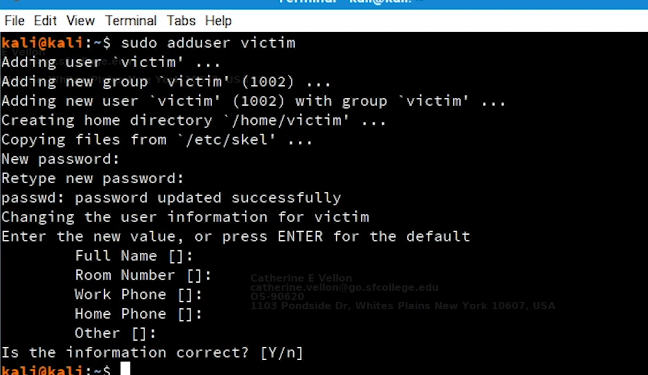 Terminal - kali@kali: ~
File Edit View Terminal Tabs Help
kali@kali:~$ sudo adduser victim
Adding user `victim' ...
Adding new group `victim' (1002) ...
Adding new user `victim' (1002) with group `victim' ...
Creating home directory `/home/victim' ...
Copying files from `/etc/skel' ...
New password:
Retype new password:
passwd: password updated successfully
Changing the user information for victim
Enter the new value, or press ENTER for the default
Full Name []:
Room Number []:
Catherine E Vellon
catherine.vellon@go.sfcollege.edu
Work Phone []:
OS-90620
Home Phone []:
1103 Pondside Dr, Whites Plains New York 10607, USA
Other []:
Is the information correct? [Y/n]
kali@kali:~$